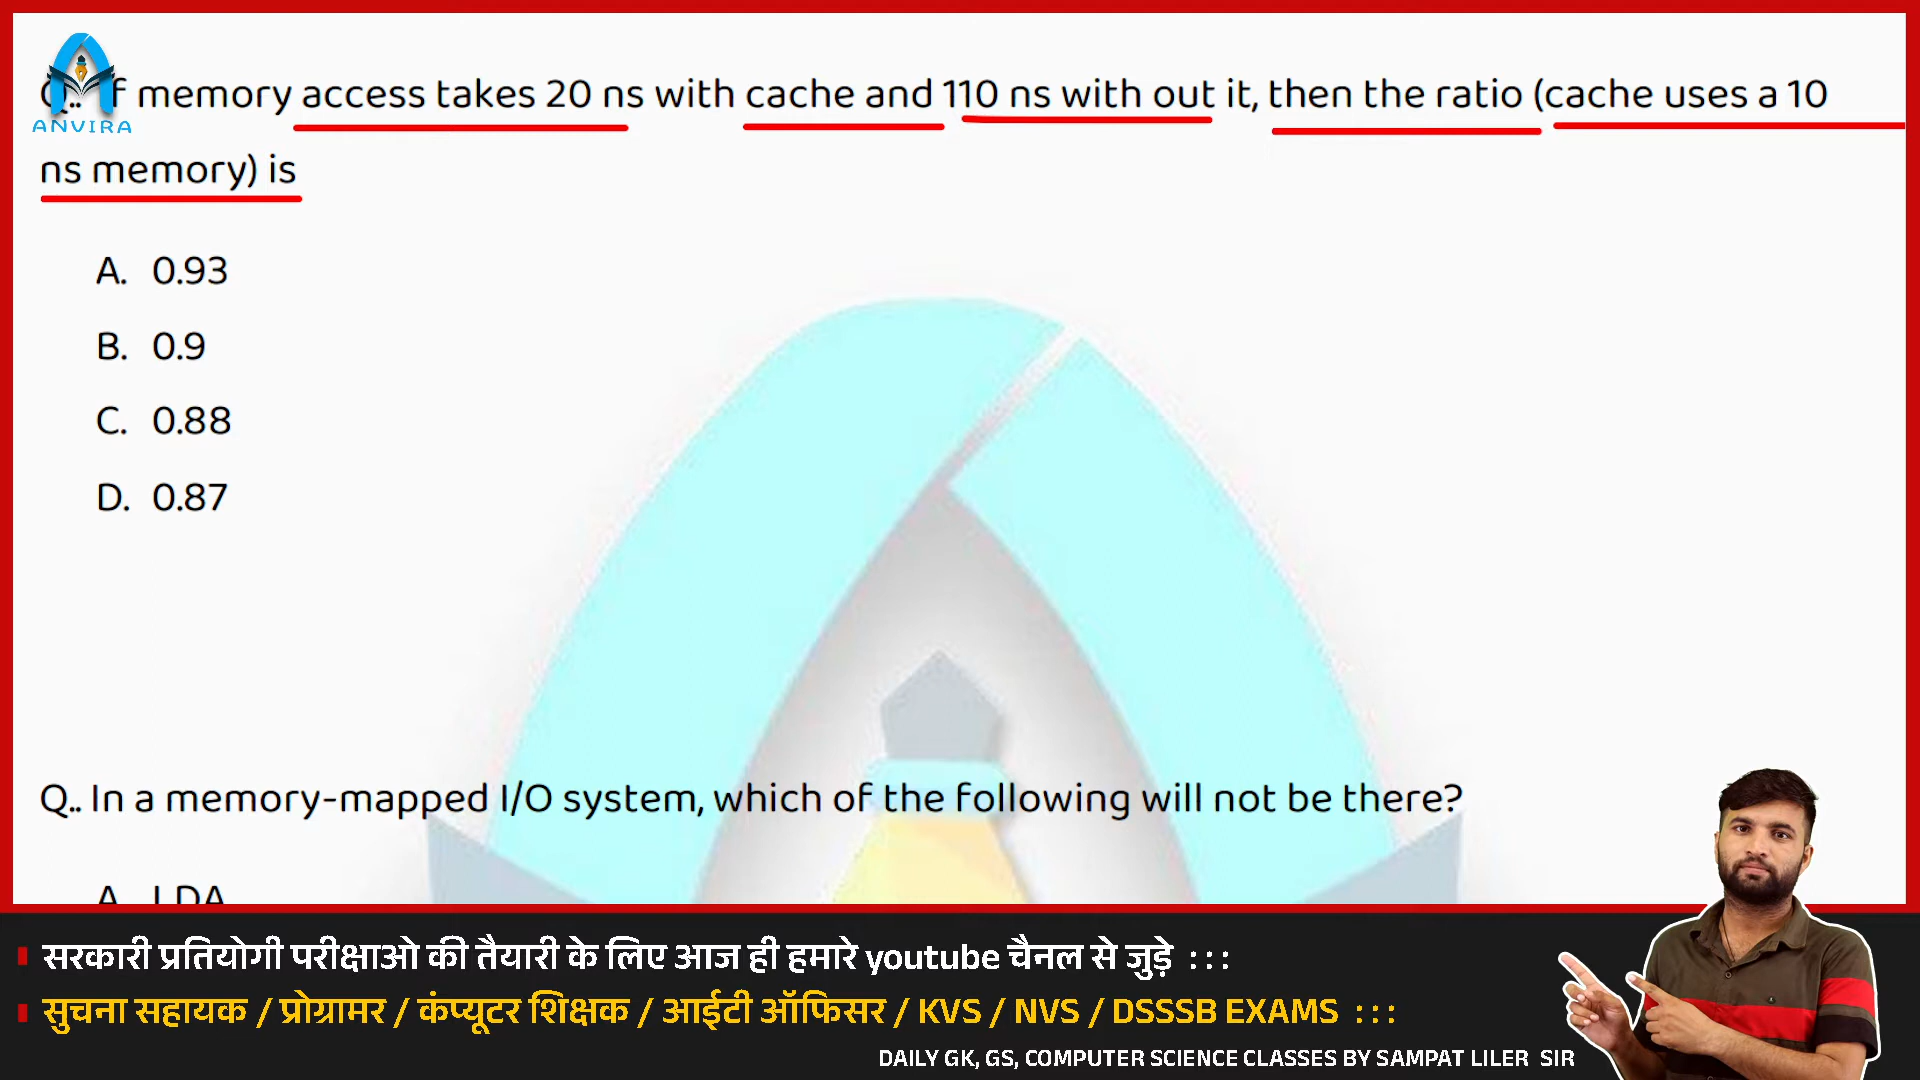 ANVIRA
Q.. If memory access takes 20 ns with cache and 110 ns with out it, then the ratio (cache uses a 10
ns memory) is
A. 0.93
B. 0.9
C. 0.88
D. 0.87
Q.. In a memory-mapped I/O system, which of the following will not be there?
A. LDA
सरकारी प्रतियोगी परीक्षाओ की तैयारी के लिए आज ही हमारे youtube चैनल से जुड़े :::
सुचना सहायक / प्रोग्रामर / कंप्यूटर शिक्षक / आईटी ऑफिसर / KVS / NVS / DSSSB EXAMS :::
DAILY GK, GS, COMPUTER SCIENCE CLASSES BY SAMPAT LILER SIR